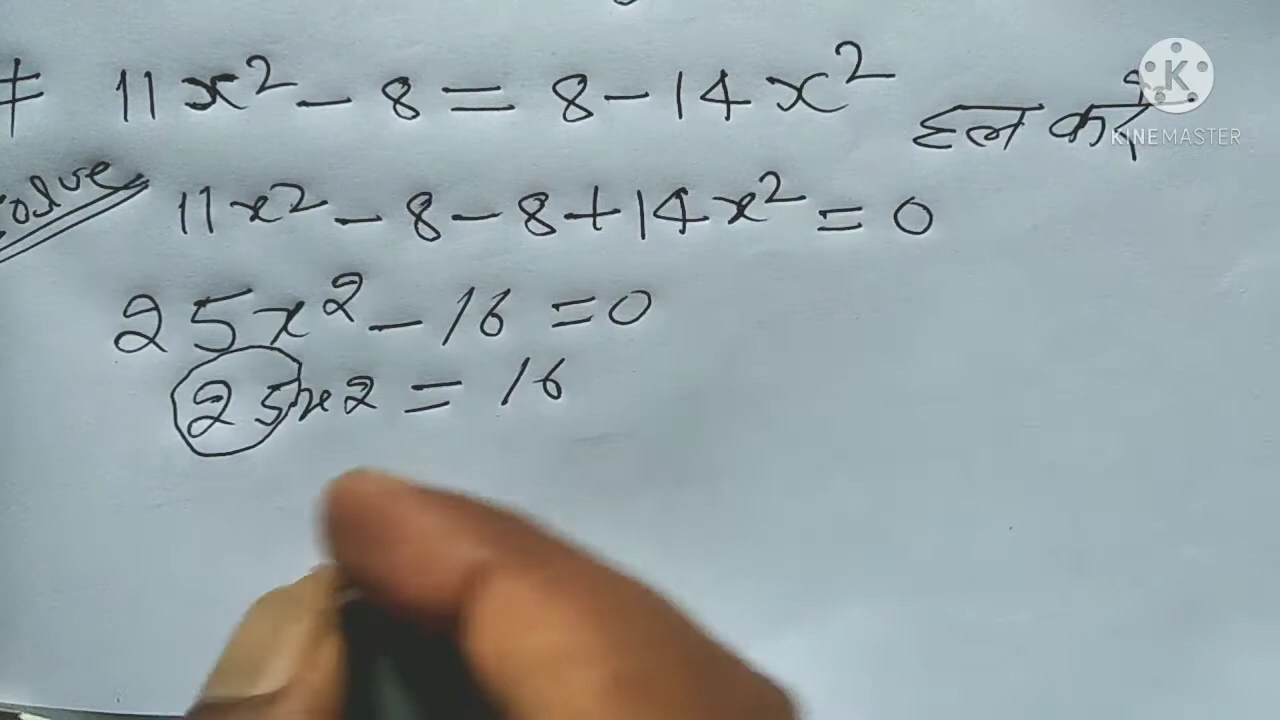 ≠ 11x² - 8 = 8 - 14x² हल करें
KINEMASTER
solve 11x² - 8 - 8 + 14x² = 0
25x² - 16 = 0
25x2 = 16